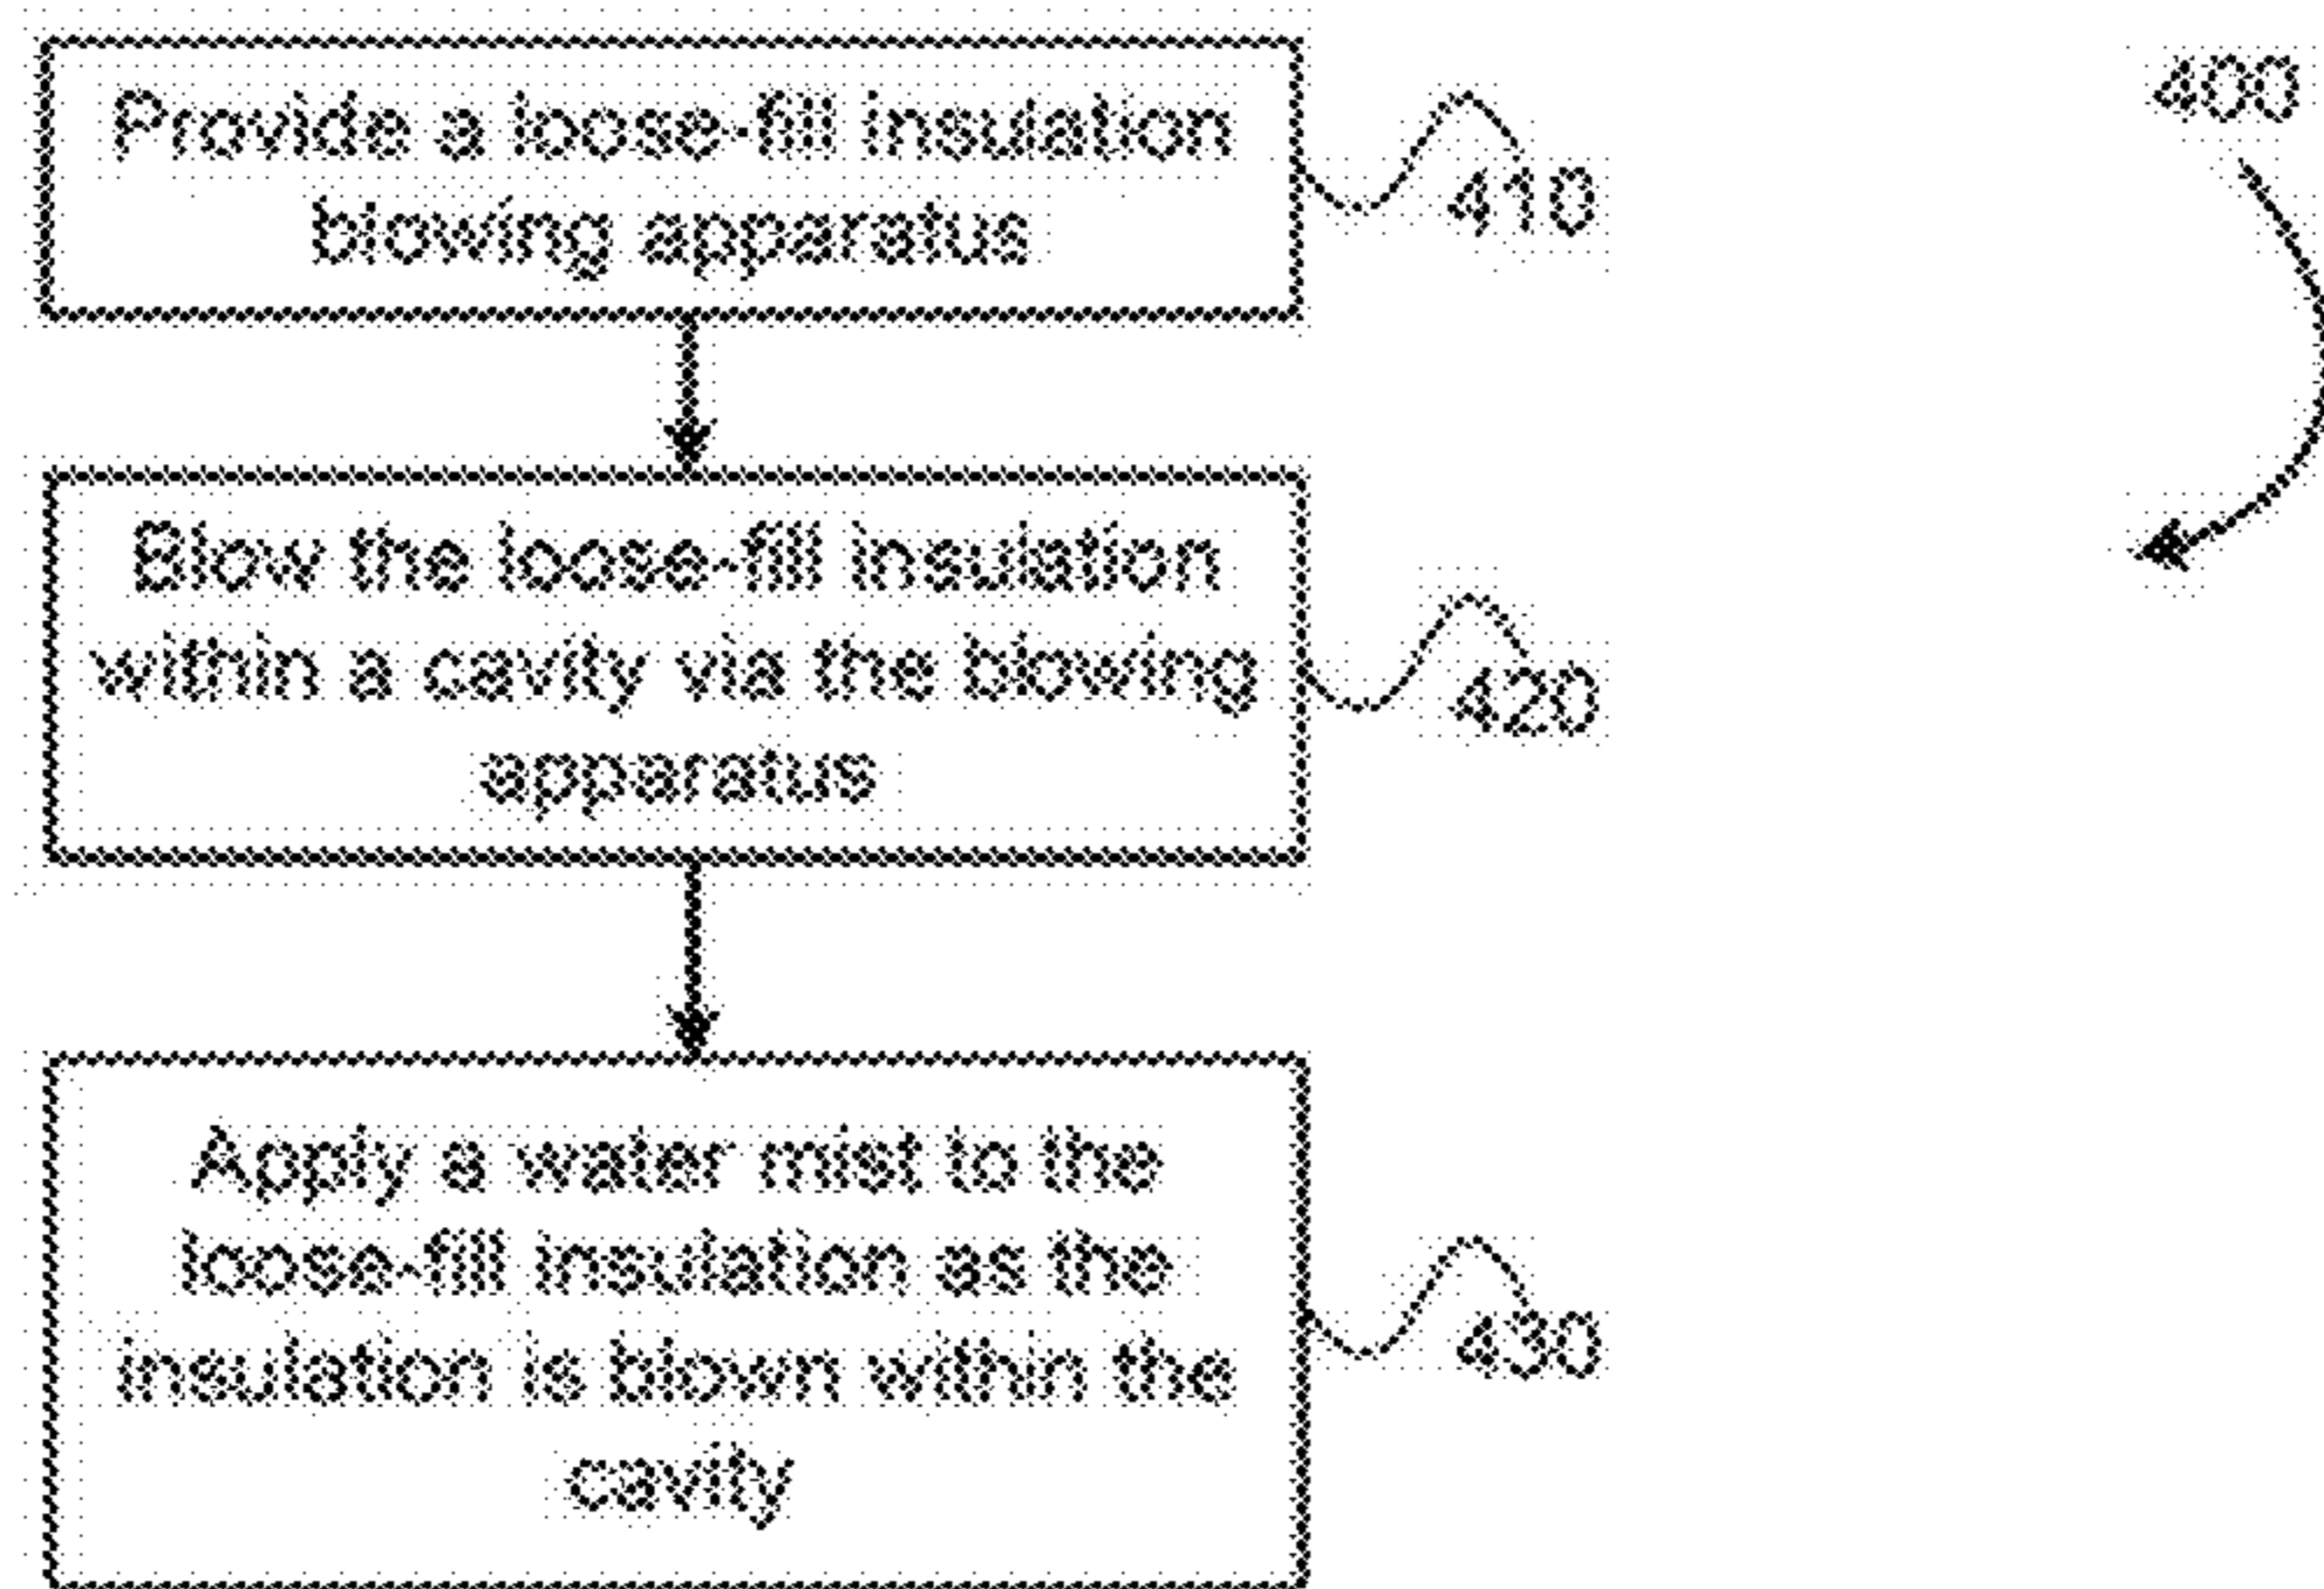 Provide a loose-fill insulation
blowing apparatus
410
400
Blow the loose-fill insulation
within a cavity via the blowing
apparatus
420
Apply a water mist to the
loose-fill insulation as the
insulation is blown within the
cavity
430